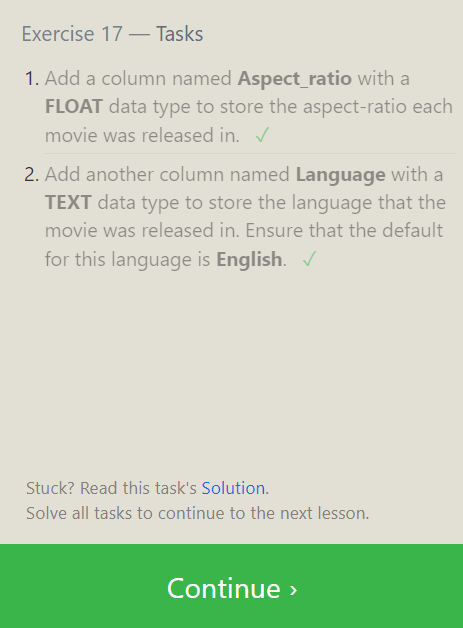 Exercise 17 — Tasks
1. Add a column named Aspect_ratio with a
FLOAT data type to store the aspect-ratio each
movie was released in. ✓
2. Add another column named Language with a
TEXT data type to store the language that the
movie was released in. Ensure that the default
for this language is English. ✓
Stuck? Read this task's Solution.
Solve all tasks to continue to the next lesson.
Continue ›